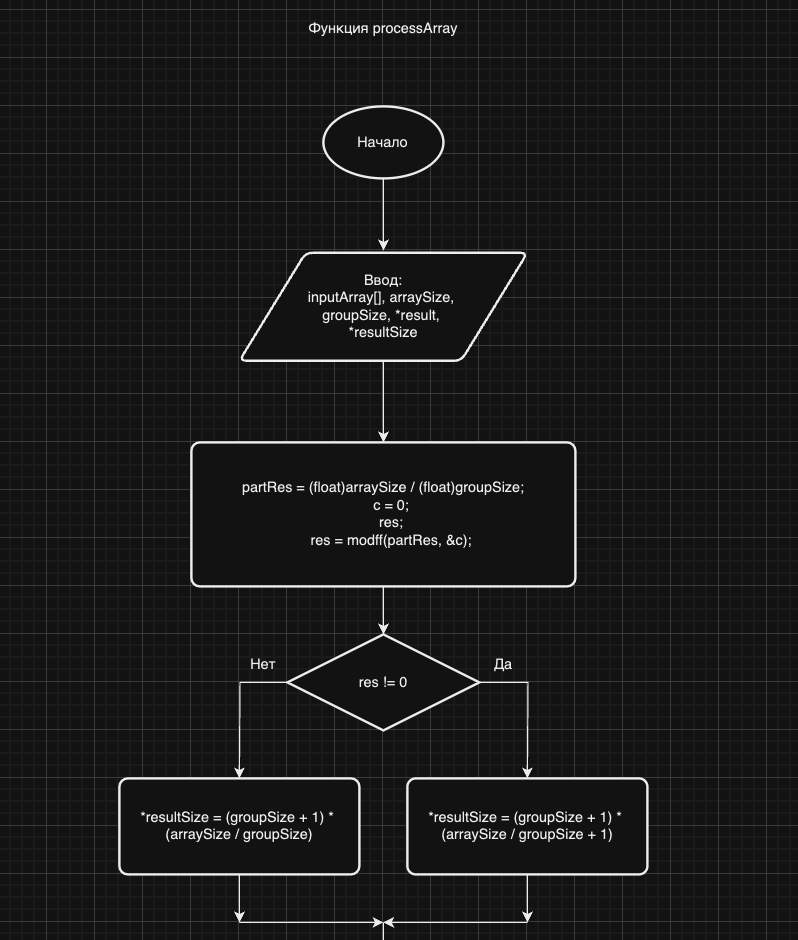 Функция processArray
Начало
Ввод:
inputArray[], arraySize,
groupSize, *result,
*resultSize
partRes = (float)arraySize / (float)groupSize;
c = 0;
res;
res = modff(partRes, &c);
Нет
Да
res != 0
*resultSize = (groupSize + 1) *
(arraySize / groupSize)
*resultSize = (groupSize + 1) *
(arraySize / groupSize + 1)